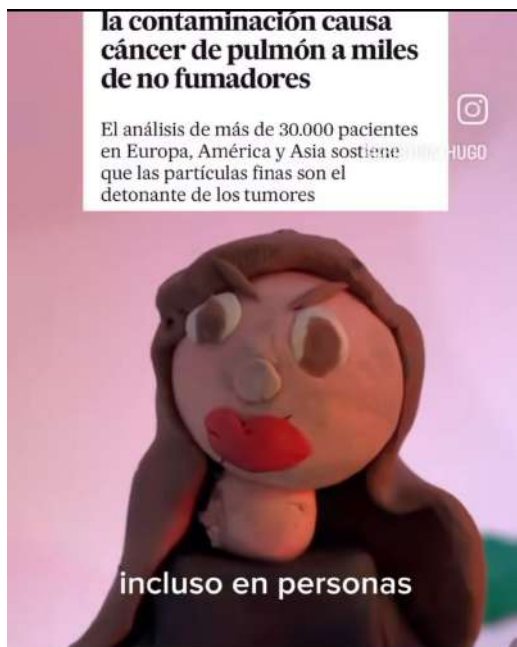 la contaminación causa
cáncer de pulmón a miles
de no fumadores
El análisis de más de 30.000 pacientes
en Europa, América y Asia sostiene
que las partículas finas son el
detonante de los tumores
HUGO
incluso en personas